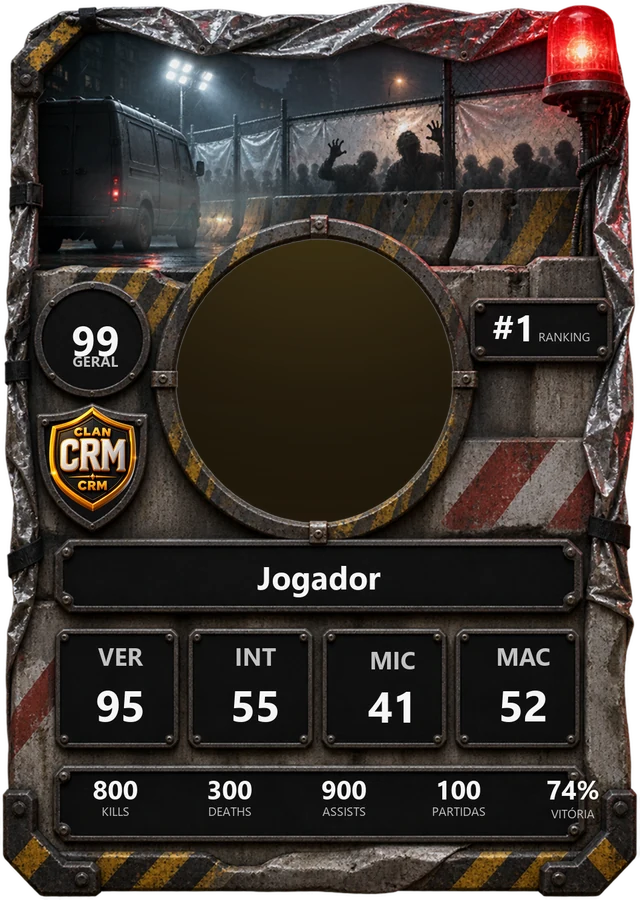 99
GERAL
#1 RANKING
CLAN
CRM
CRM
Jogador
VER INT MIC MAC
95 55 41 52
800 300 900 100 74%
KILLS DEATHS ASSISTS PARTIDAS VITÓRIA